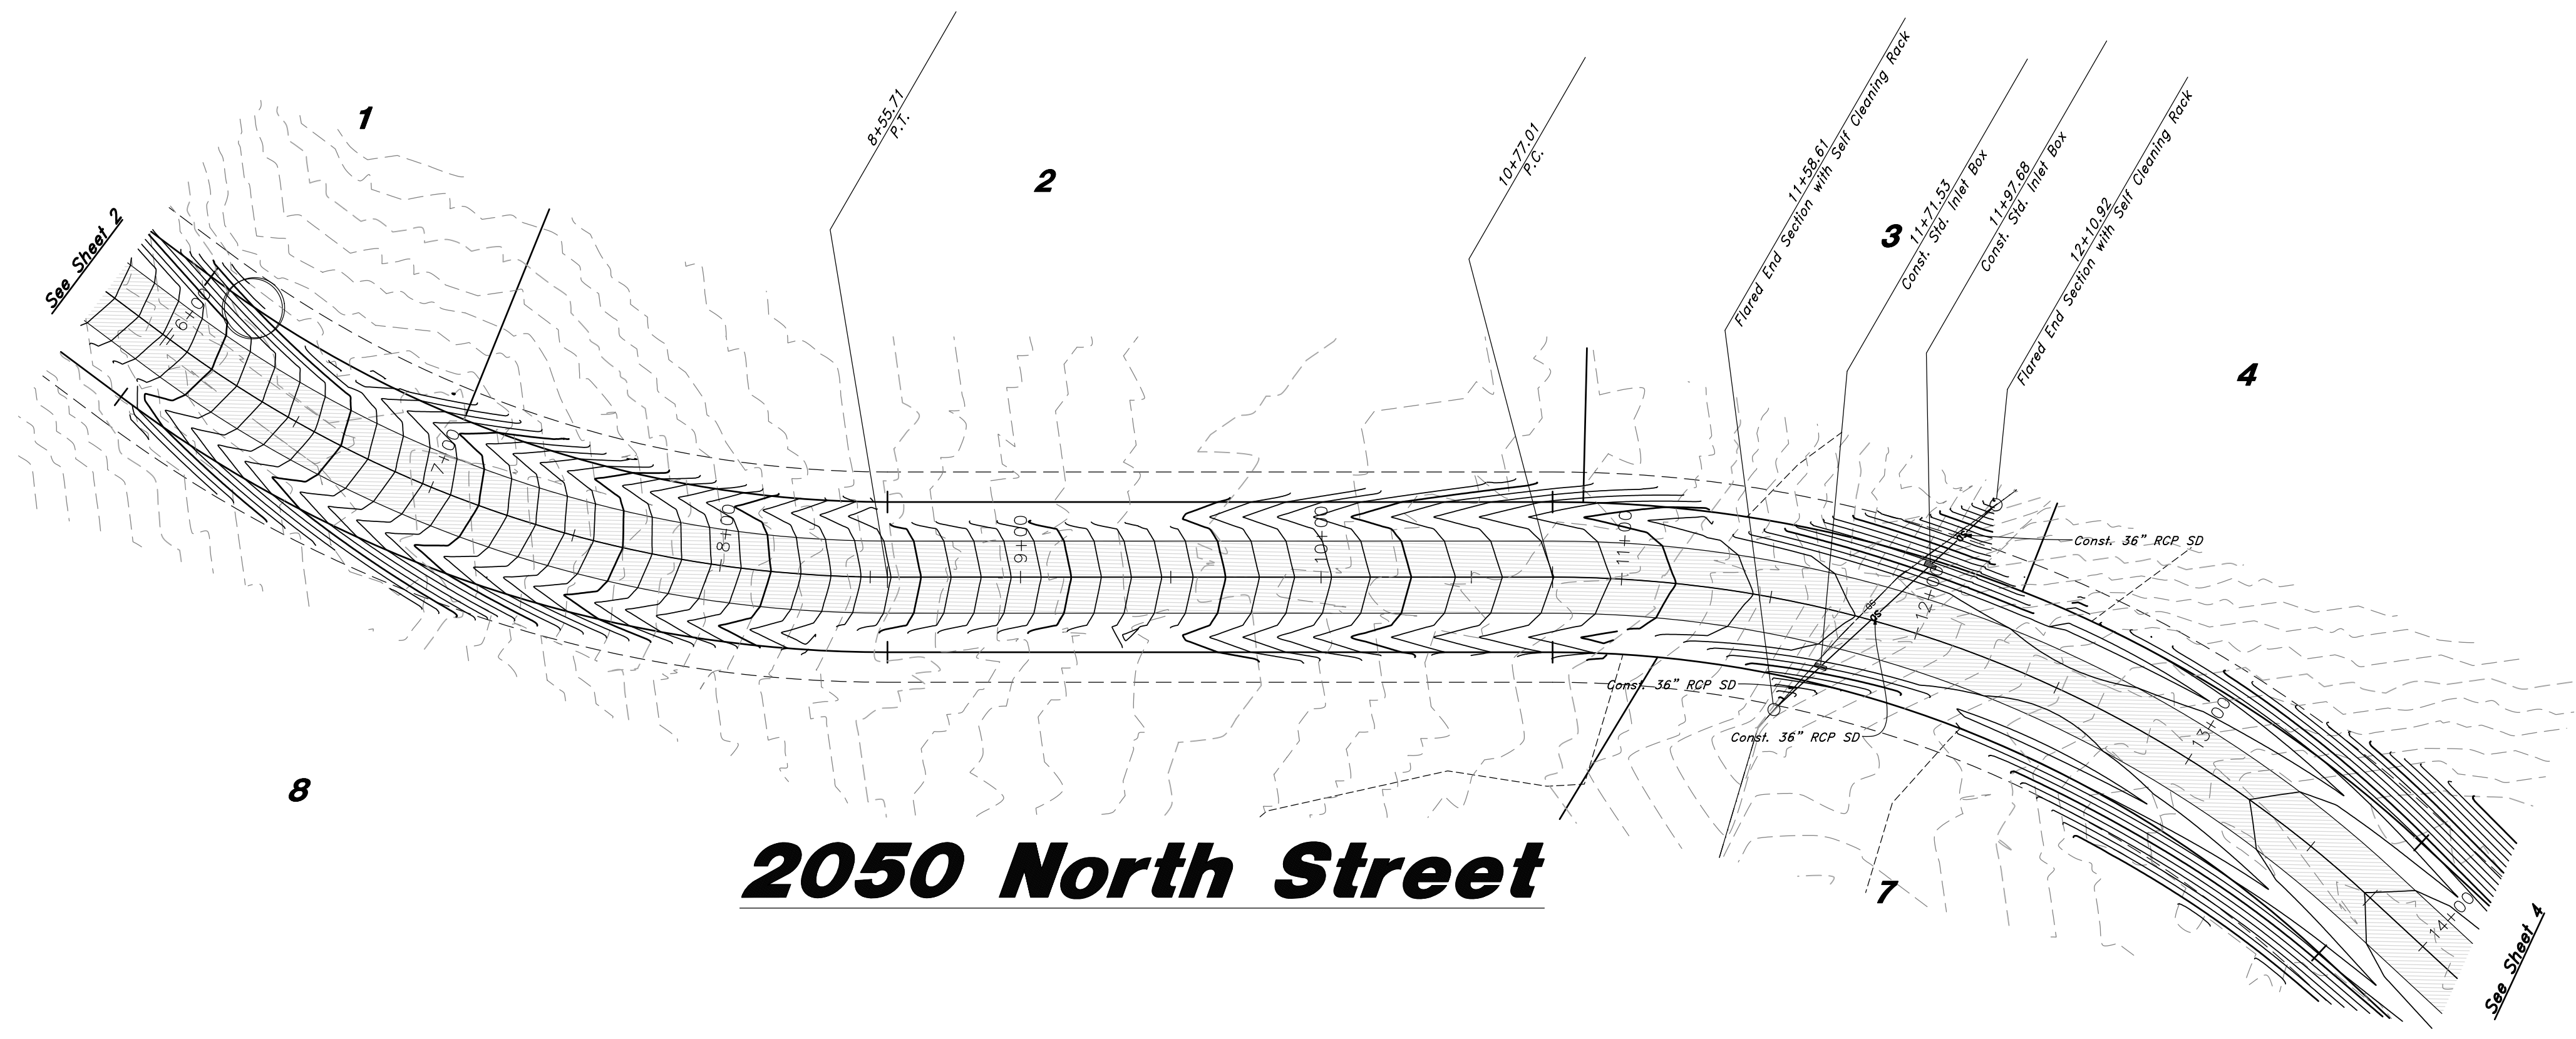 1
2
3
4
See Sheet 2
8+55.71
P.T.
10+77.01
P.C.
11+58.61
Flared End Section with Self Cleaning Rack
11+71.53
Const. Std. Inlet Box
11+97.68
Const. Std. Inlet Box
12+10.92
Flared End Section with Self Cleaning Rack
6+00
7+00
8+00
9+00
10+00
11+00
12+00
13+00
14+00
Const. 36" RCP SD
Const. 36" RCP SD
Const. 36" RCP SD
8
7
2050 North Street
See Sheet 4